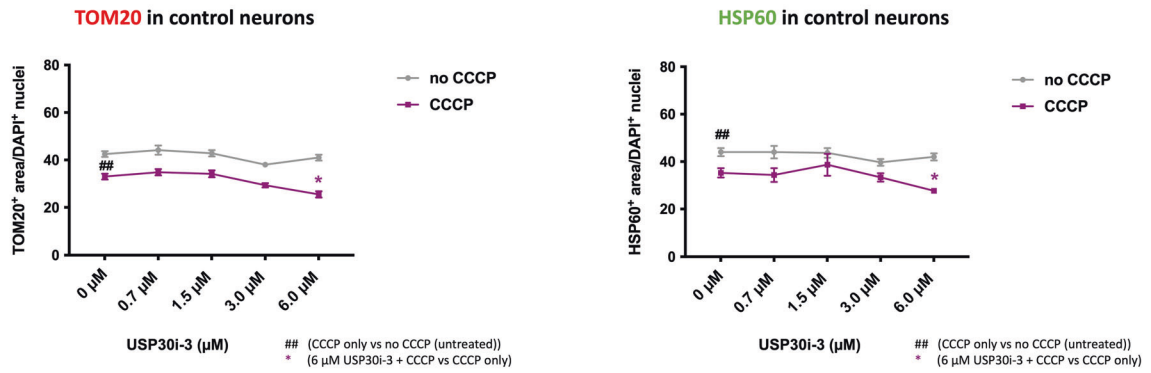 TOM20 in control neurons
TOM20⁺ area/DAPI⁺ nuclei
80
60
40
20
0
##
*
no CCCP
CCCP
0 µM
0.7 µM
1.5 µM
3.0 µM
6.0 µM
USP30i-3 (µM)
## (CCCP only vs no CCCP (untreated))
* (6 µM USP30i-3 + CCCP vs CCCP only)
HSP60 in control neurons
HSP60⁺ area/DAPI⁺ nuclei
80
60
40
20
0
##
*
no CCCP
CCCP
0 µM
0.7 µM
1.5 µM
3.0 µM
6.0 µM
USP30i-3 (µM)
## (CCCP only vs no CCCP (untreated))
* (6 µM USP30i-3 + CCCP vs CCCP only)